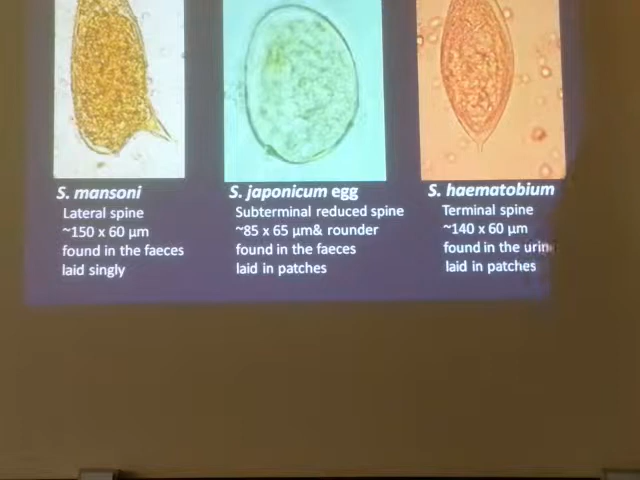 S. mansoni
Lateral spine
~150 x 60 µm
found in the faeces
laid singly
S. japonicum egg
Subterminal reduced spine
~85 x 65 µm& rounder
found in the faeces
laid in patches
S. haematobium
Terminal spine
~140 x 60 µm
found in the urine
laid in patches